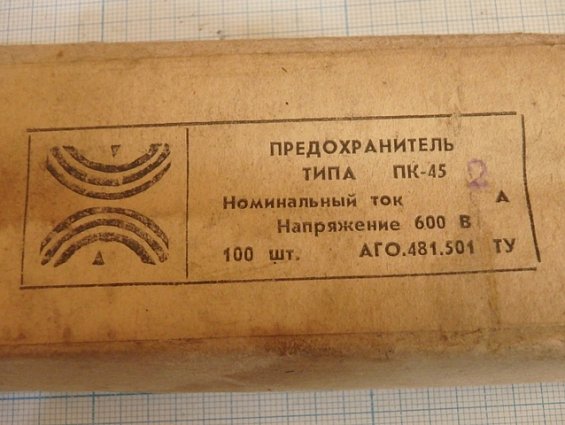 ПРЕДОХРАНИТЕЛЬ
ТИПА ПК-45
Номинальный ток 2 А
Напряжение 600 В
100 шт. АГО.481.501 ТУ